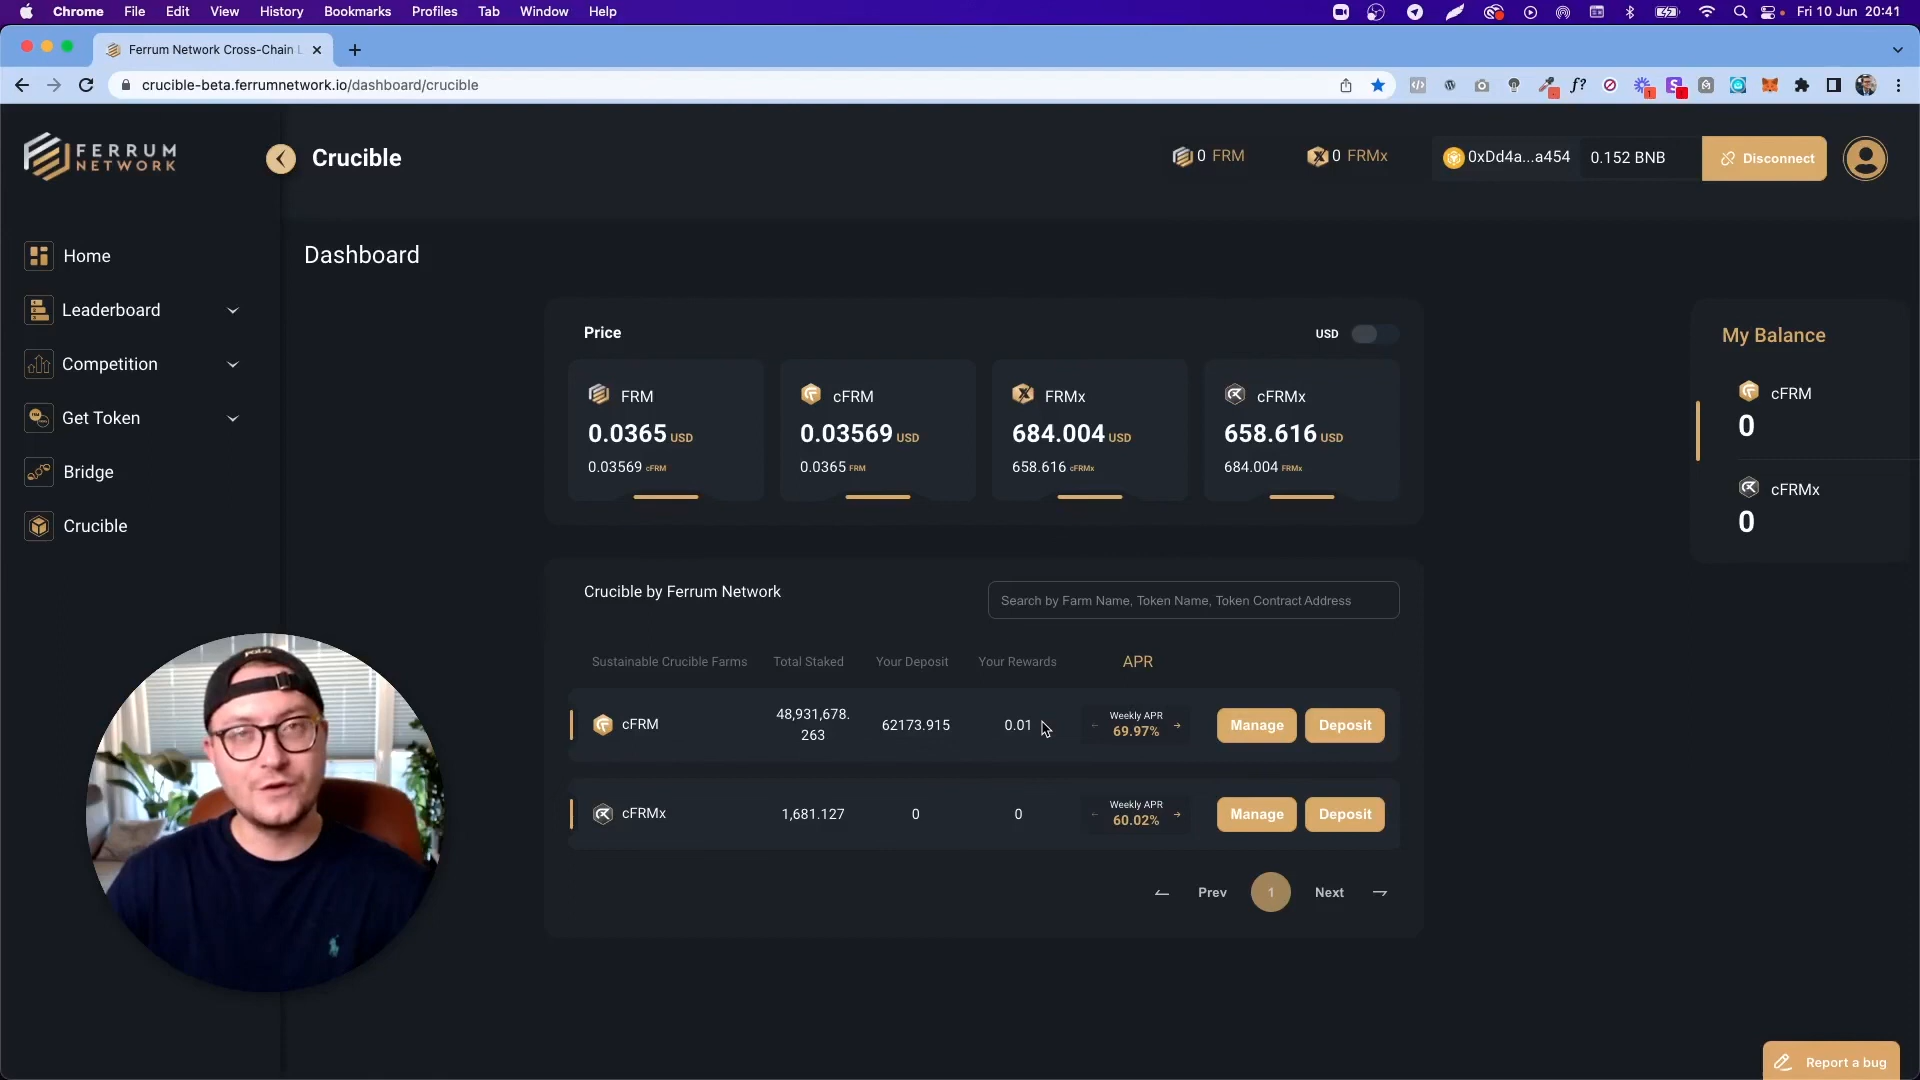 Chrome File Edit View History Bookmarks Profiles Tab Window Help Fri 10 Jun 20:41
Ferrum Network Cross-Chain
crucible-beta.ferrumnetwork.io/dashboard/crucible
FERRUM
NETWORK
Crucible
0 FRM
0 FRMx
0xDd4a...a454
0.152 BNB
Disconnect
Home
Leaderboard
Competition
Get Token
Bridge
Crucible
Dashboard
Price
USD
FRM
0.0365 USD
0.03569 cFRM
cFRM
0.03569 USD
0.0365 FRM
FRMx
684.004 USD
658.616 cFRMx
cFRMx
658.616 USD
684.004 FRMx
My Balance
cFRM
0
cFRMx
0
Crucible by Ferrum Network
Search by Farm Name, Token Name, Token Contract Address
Sustainable Crucible Farms Total Staked Your Deposit Your Rewards APR
cFRM
48,931,678.
263
62173.915
0.01
Weekly APR
← 69.97% →
Manage
Deposit
cFRMx
1,681.127
0
0
Weekly APR
← 60.02% →
Manage
Deposit
Prev 1 Next
POLO
Report a bug